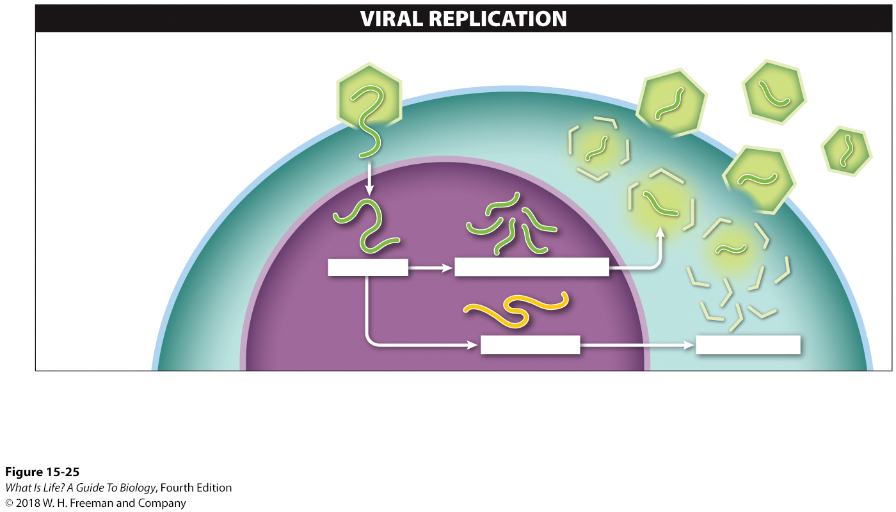 VIRAL REPLICATION
Figure 15-25
What Is Life? A Guide To Biology, Fourth Edition
© 2018 W. H. Freeman and Company